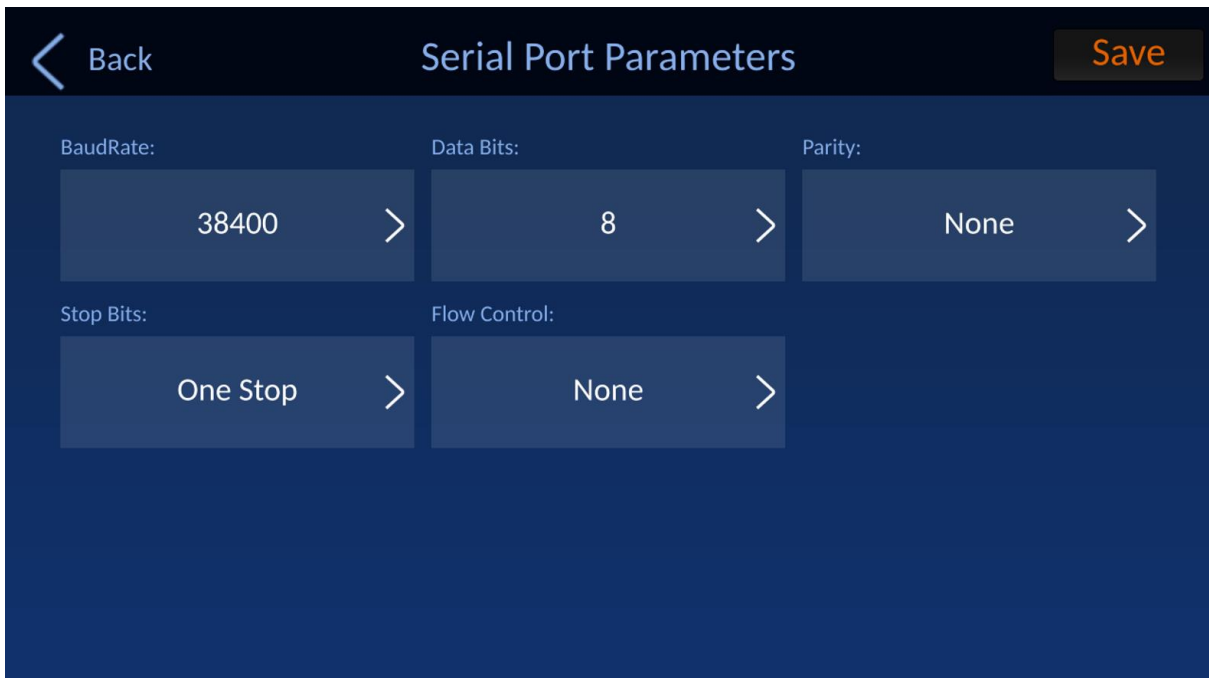 Back
Serial Port Parameters
Save
BaudRate:
Data Bits:
Parity:
38400
8
None
Stop Bits:
Flow Control:
One Stop
None